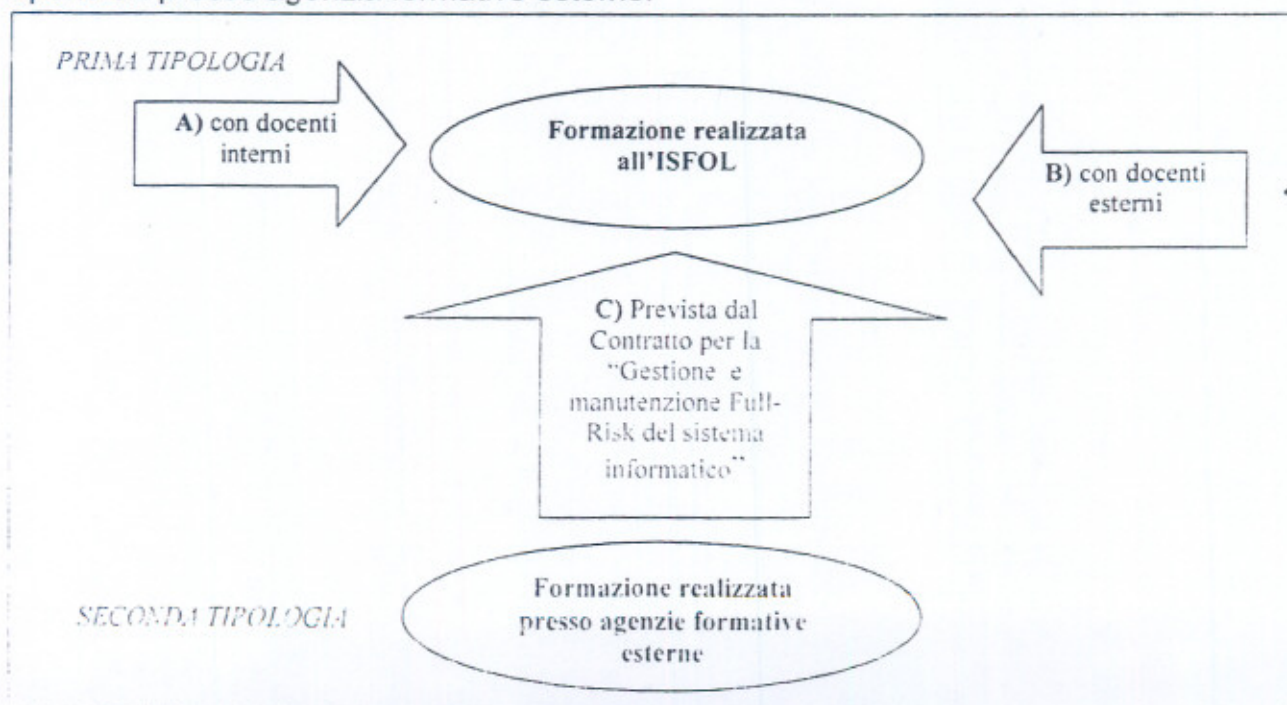 PRIMA TIPOLOGIA
A) con docenti
interni
Formazione realizzata
all'ISFOL
B) con docenti
esterni
C) Prevista dal
Contratto per la
"Gestione e
manutenzione Full-
Risk del sistema
informatico"
SECONDA TIPOLOGIA
Formazione realizzata
presso agenzie formative
esterne